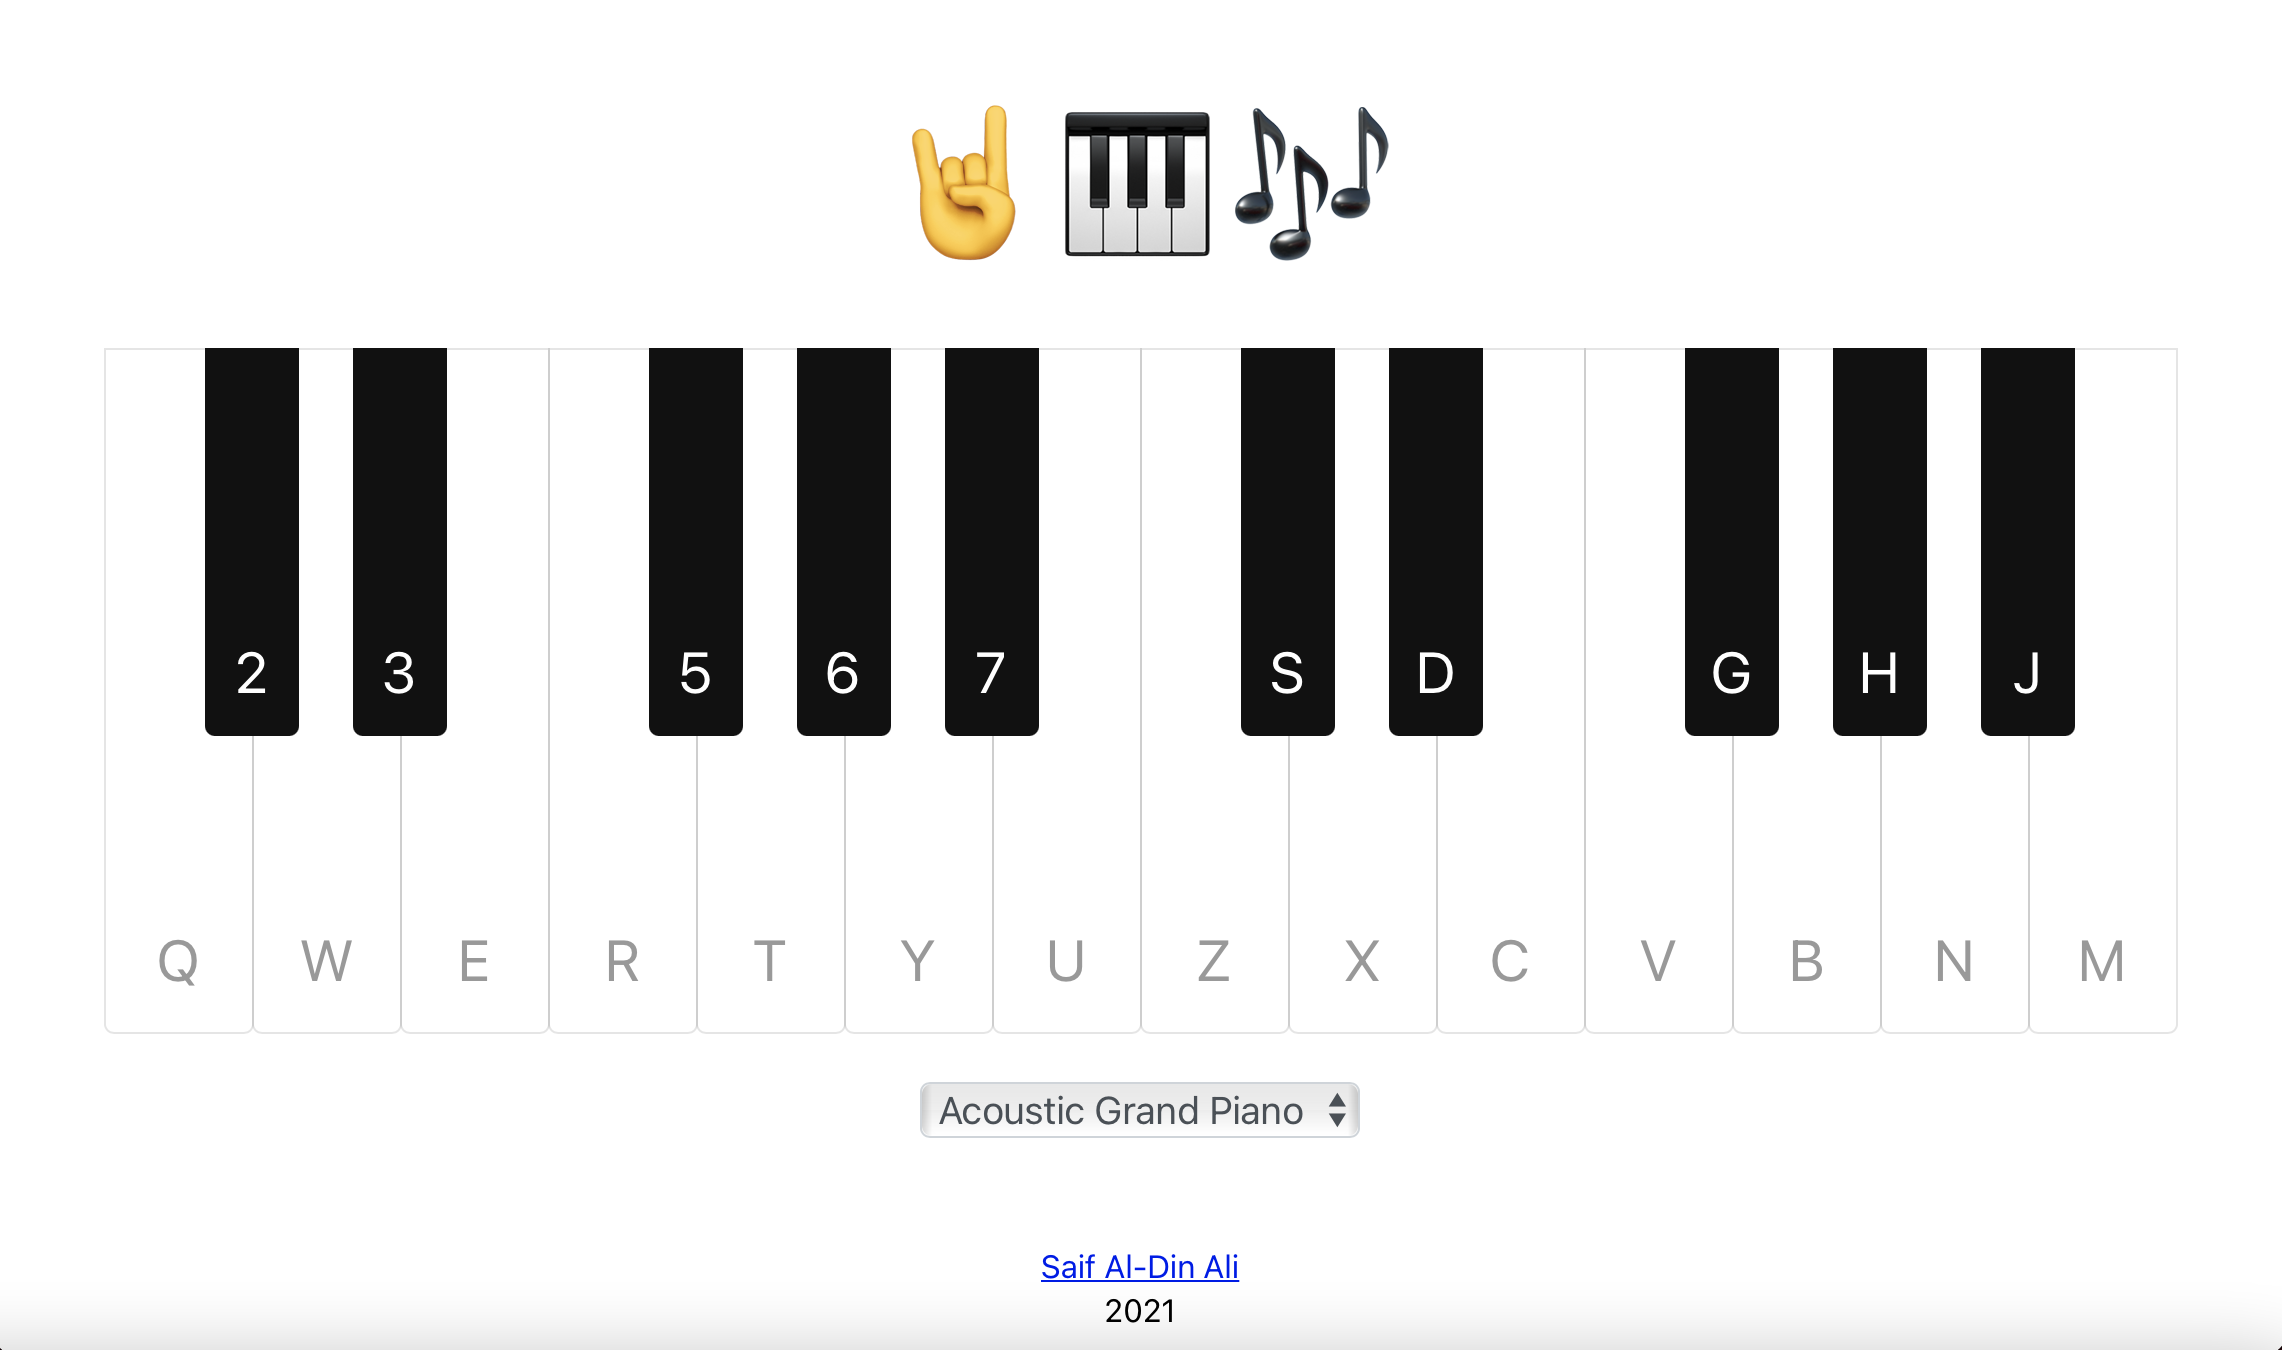 2 3 5 6 7 S D G H J
Q W E R T Y U Z X C V B N M
Acoustic Grand Piano
Saif Al-Din Ali
2021